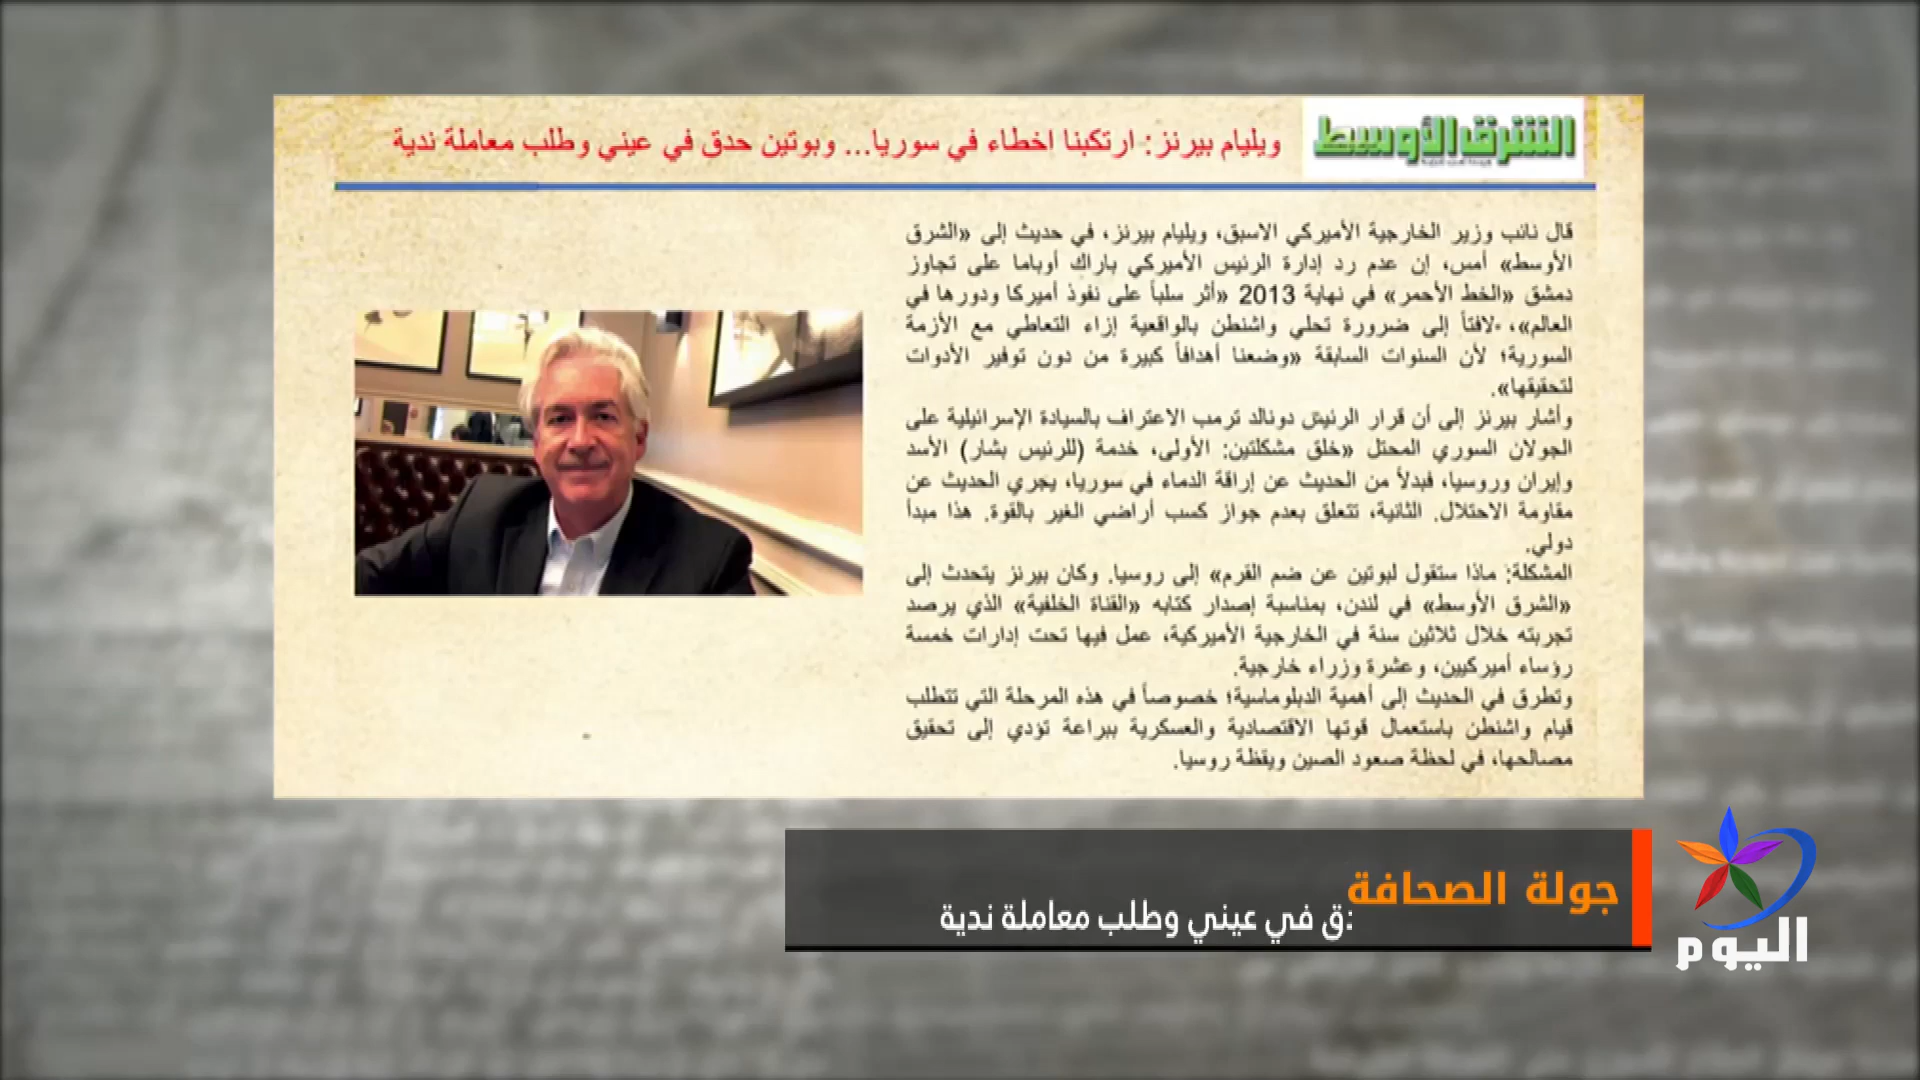 الشرق الأوسط
ويليام بيرنز: ارتكبنا اخطاء في سوريا... وبوتين حدق في عيني وطلب معاملة ندية
قال نائب وزير الخارجية الأميركي الاسبق، ويليام بيرنز، في حديث إلى «الشرق
الأوسط» أمس، إن عدم رد إدارة الرئيس الأميركي باراك أوباما على تجاوز
دمشق «الخط الأحمر» في نهاية 2013 «أثر سلباً على نفوذ أميركا ودورها في
العالم»، لافتاً إلى ضرورة تحلي واشنطن بالواقعية إزاء التعاطي مع الأزمة
السورية؛ لأن السنوات السابقة «وضعنا أهدافاً كبيرة من دون توفير الأدوات
لتحقيقها».
وأشار بيرنز إلى أن قرار الرئيس دونالد ترمب الاعتراف بالسيادة الإسرائيلية على
الجولان السوري المحتل «خلق مشكلتين: الأولى، خدمة (للرئيس بشار) الأسد
وإيران وروسيا، فبدلاً من الحديث عن إراقة الدماء في سوريا، يجري الحديث عن
مقاومة الاحتلال. الثانية، تتعلق بعدم جواز كسب أراضي الغير بالقوة. هذا مبدأ
دولي.
المشكلة: ماذا ستقول لبوتين عن ضم القرم» إلى روسيا. وكان بيرنز يتحدث إلى
«الشرق الأوسط» في لندن، بمناسبة إصدار كتابه «القناة الخلفية» الذي يرصد
تجربته خلال ثلاثين سنة في الخارجية الأميركية، عمل فيها تحت إدارات خمسة
رؤساء أميركيين، وعشرة وزراء خارجية.
وتطرق في الحديث إلى أهمية الدبلوماسية؛ خصوصاً في هذه المرحلة التي تتطلب
قيام واشنطن باستعمال قوتها الاقتصادية والعسكرية ببراعة تؤدي إلى تحقيق
مصالحها، في لحظة صعود الصين ويقظة روسيا.
جولة الصحافة
ق في عيني وطلب معاملة ندية
اليوم